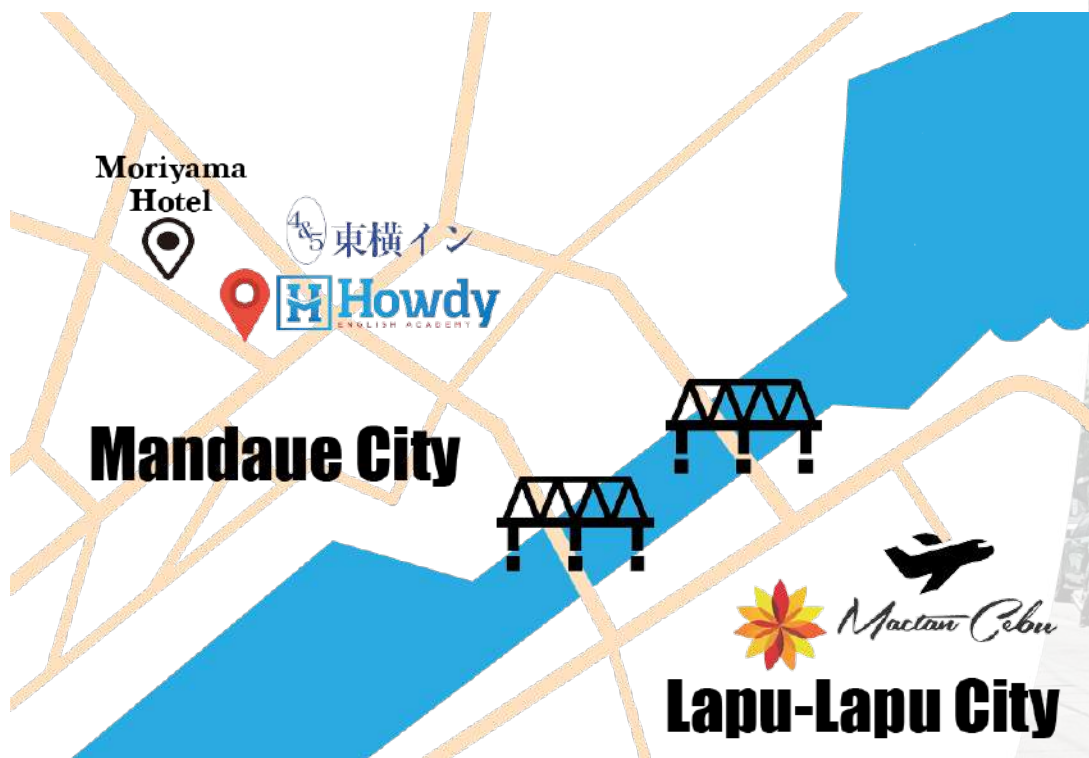 Moriyama
Hotel
4&5 東横イン
H Howdy
ENGLISH ACADEMY
Mandaue City
Mactan Cebu
Lapu-Lapu City